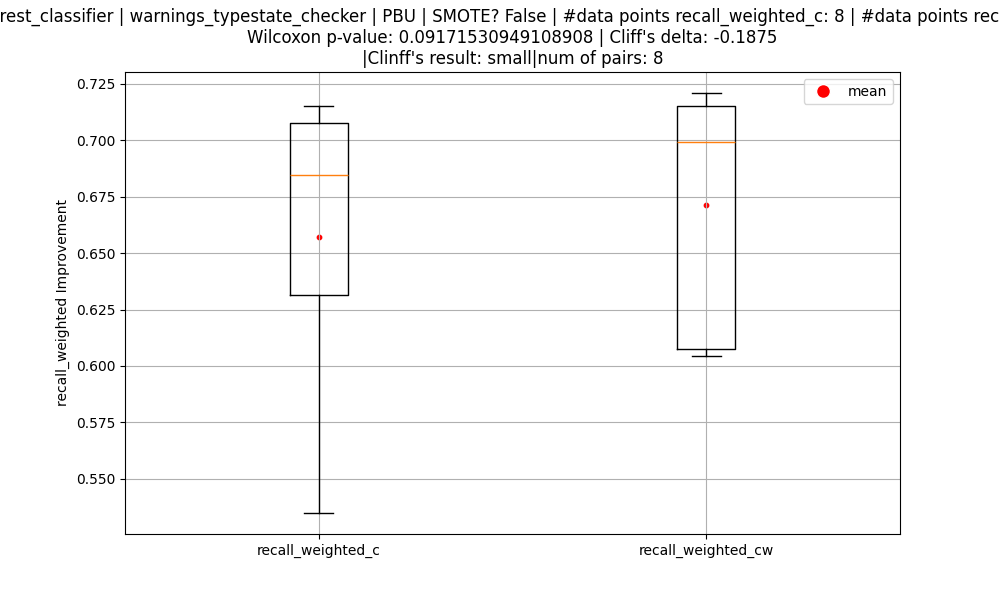 rest_classifier | warnings_typestate_checker | PBU | SMOTE? False | #data points recall_weighted_c: 8 | #data points rec
Wilcoxon p-value: 0.09171530949108908 | Cliff's delta: -0.1875
|Clinff's result: small|num of pairs: 8
mean
0.725
0.700
0.675
0.650
0.625
0.600
0.575
0.550
recall_weighted Improvement
recall_weighted_c
recall_weighted_cw